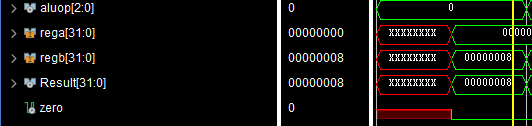 aluop[2:0] 0 0
rega[31:0] 00000000 XXXXXXXX 00000
regb[31:0] 00000008 XXXXXXXX 00000008
Result[31:0] 00000008 XXXXXXXX 00000008
zero 0